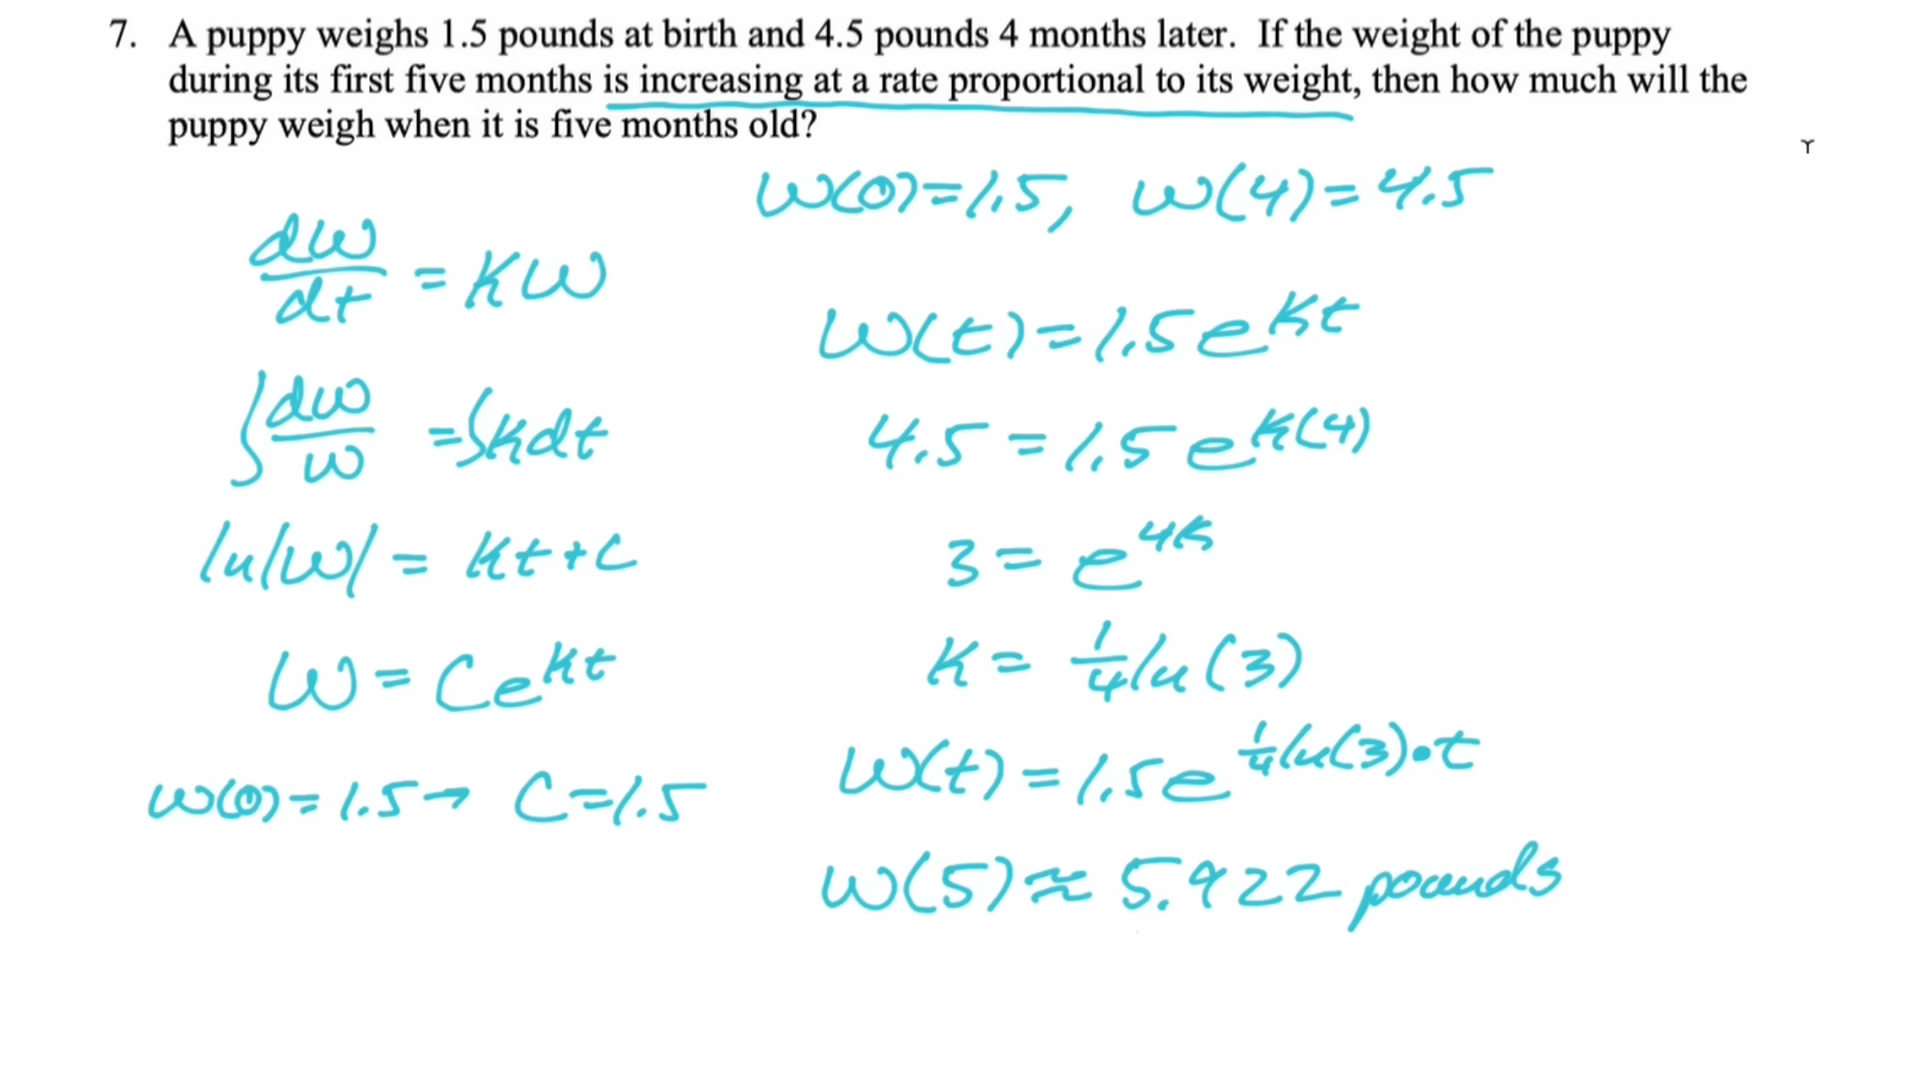 7. A puppy weighs 1.5 pounds at birth and 4.5 pounds 4 months later. If the weight of the puppy
during its first five months is increasing at a rate proportional to its weight, then how much will the
puppy weigh when it is five months old?
w(0)=1.5, w(4)=4.5
dw/dt = kw
∫dw/w = ∫kdt
ln|w| = kt+C
w = Ce^kt
w(0)=1.5→ C=1.5
w(t)=1.5e^kt
4.5 = 1.5e^k(4)
3 = e^4k
k = 1/4 ln(3)
w(t) = 1.5e^1/4 ln(3)•t
w(5) ≈ 5.922 pounds